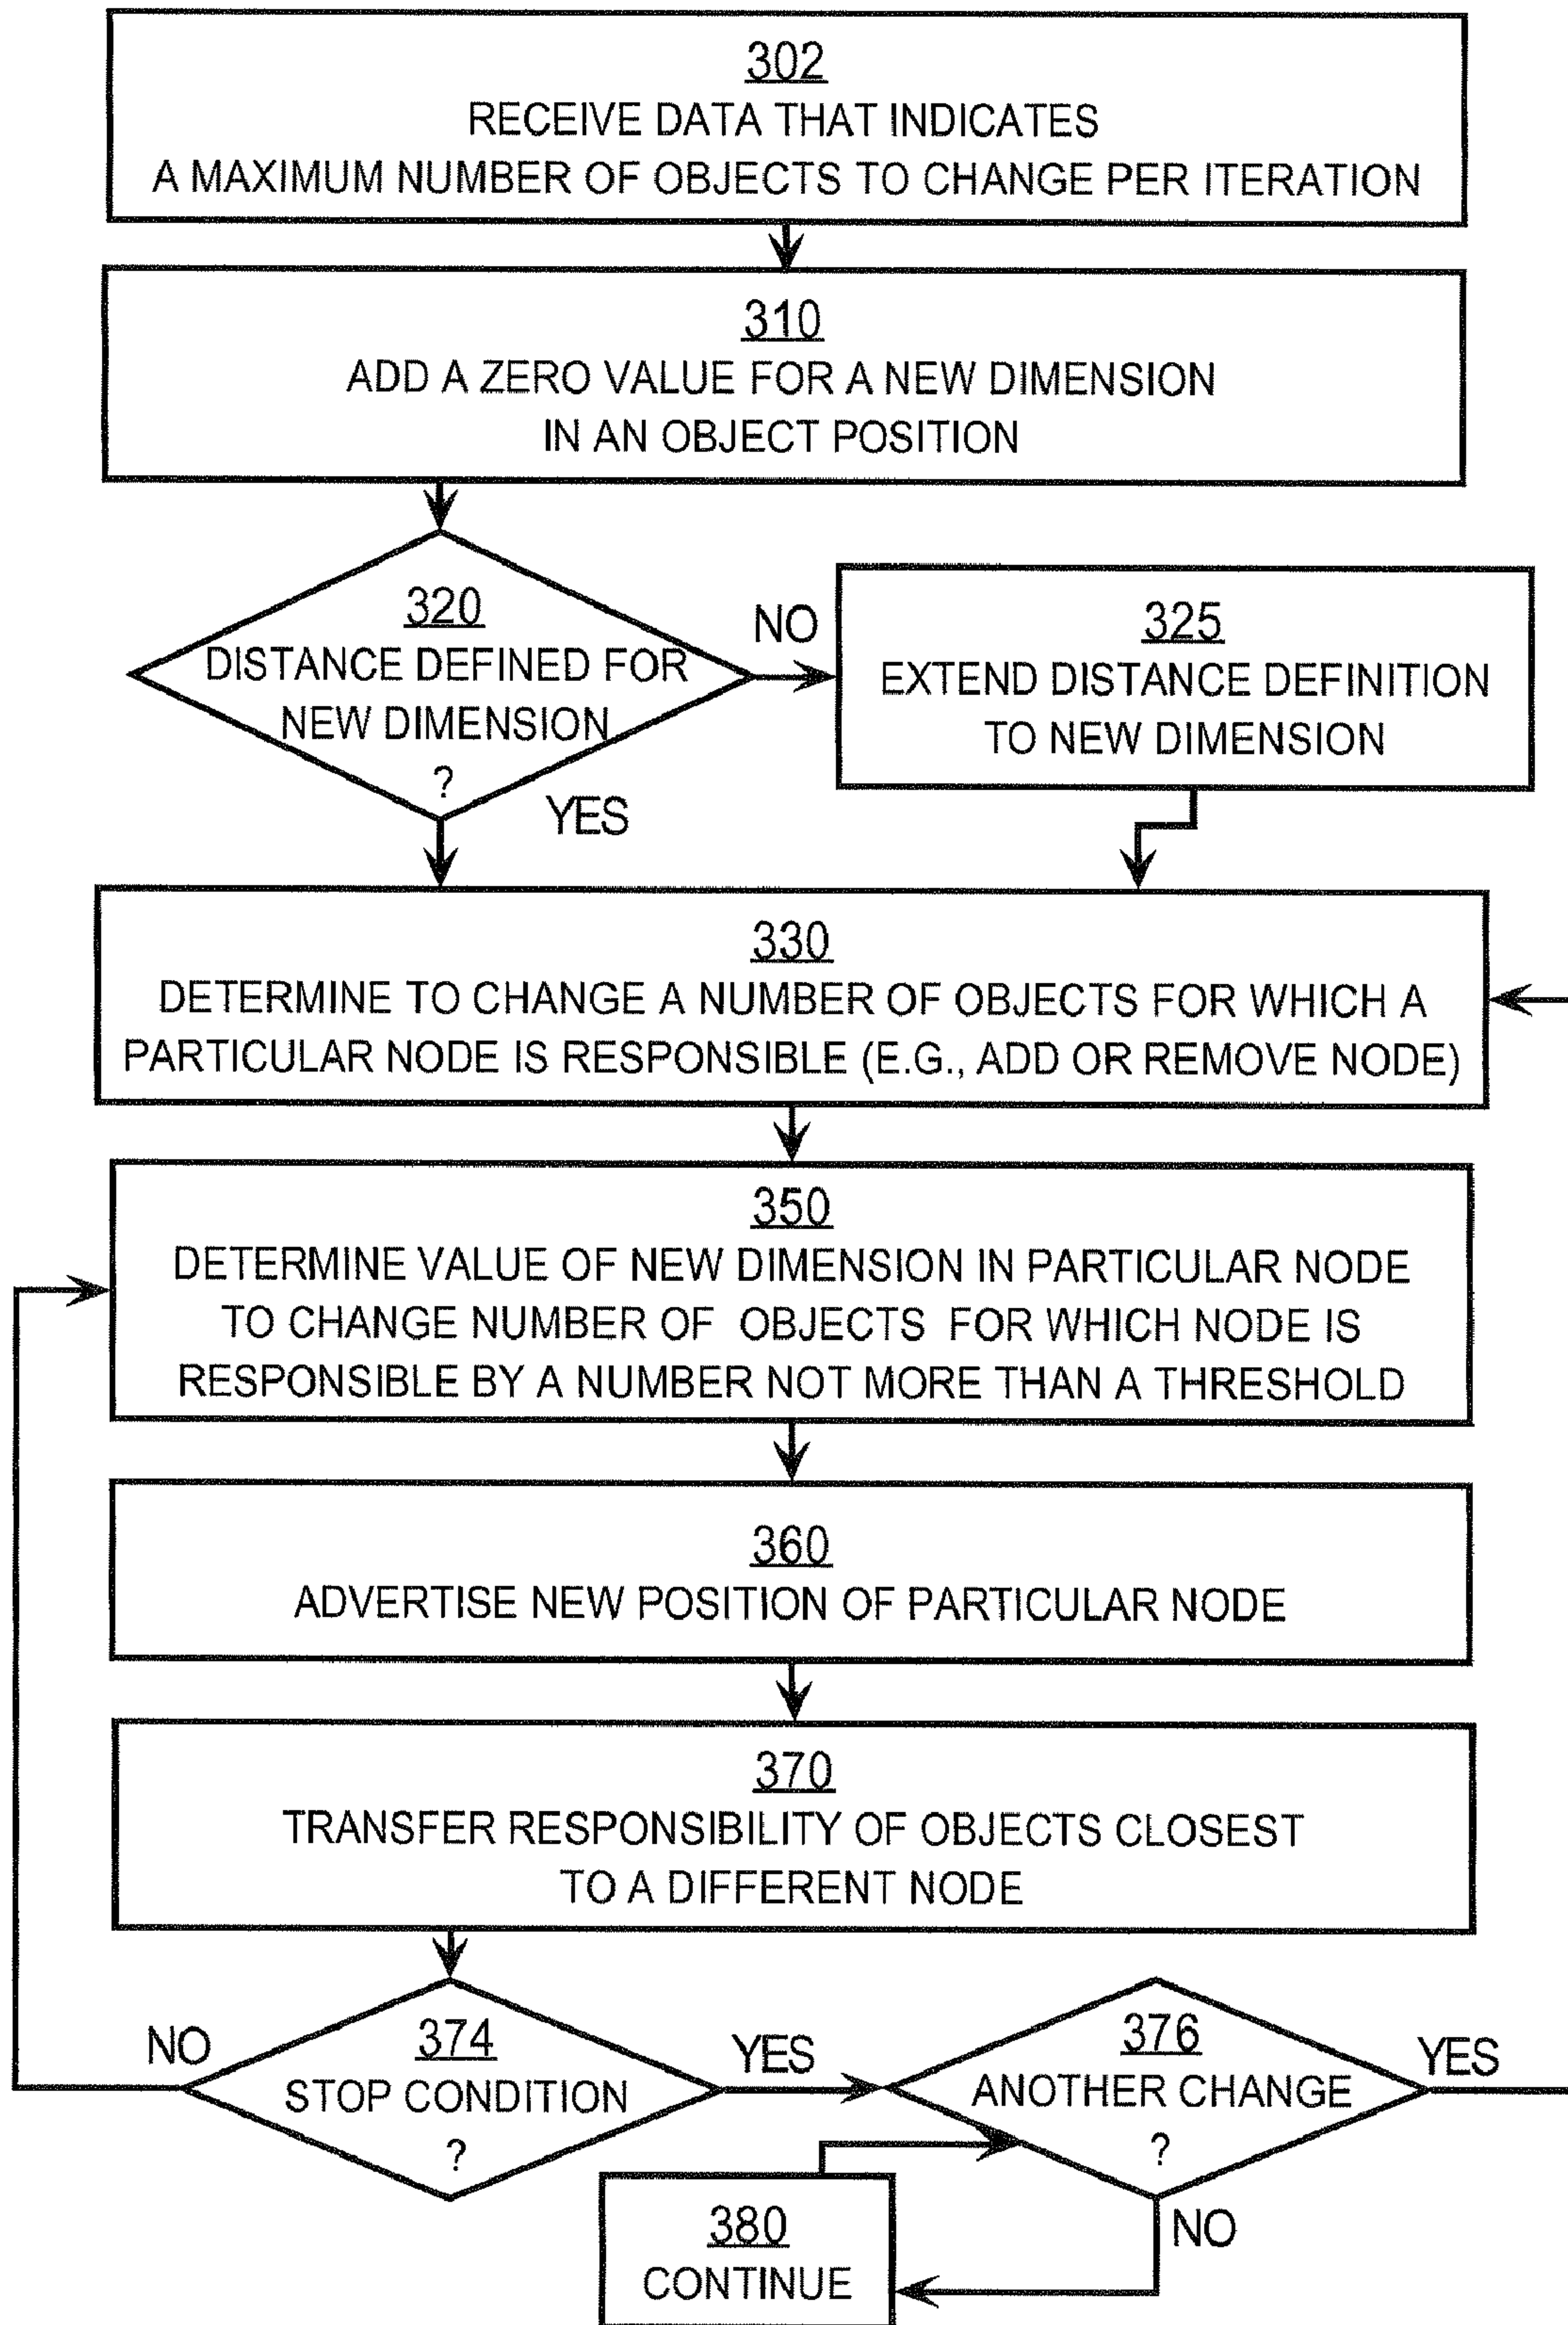 302
RECEIVE DATA THAT INDICATES
A MAXIMUM NUMBER OF OBJECTS TO CHANGE PER ITERATION
310
ADD A ZERO VALUE FOR A NEW DIMENSION
IN AN OBJECT POSITION
320
DISTANCE DEFINED FOR
NEW DIMENSION
?
NO
YES
325
EXTEND DISTANCE DEFINITION
TO NEW DIMENSION
330
DETERMINE TO CHANGE A NUMBER OF OBJECTS FOR WHICH A
PARTICULAR NODE IS RESPONSIBLE (E.G., ADD OR REMOVE NODE)
350
DETERMINE VALUE OF NEW DIMENSION IN PARTICULAR NODE
TO CHANGE NUMBER OF OBJECTS FOR WHICH NODE IS
RESPONSIBLE BY A NUMBER NOT MORE THAN A THRESHOLD
360
ADVERTISE NEW POSITION OF PARTICULAR NODE
370
TRANSFER RESPONSIBILITY OF OBJECTS CLOSEST
TO A DIFFERENT NODE
NO
374
STOP CONDITION
?
YES
376
ANOTHER CHANGE
?
YES
NO
380
CONTINUE